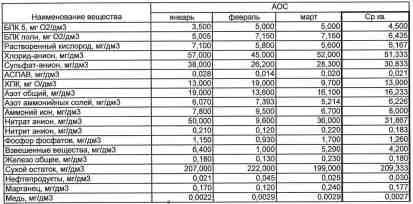 Наименование вещества АОС
январь февраль март Ср.кв.
БПК 5, мг О2/дм3 3,500 5,000 5,000 4,500
БПК полн, мг О2/дм3 5,005 7,150 7,150 6,435
Растворенный кислород, мг/дм3 7,100 5,800 5,600 6,167
Хлорид-анион, мг/дм3 57,000 45,000 52,000 51,333
Сульфат-анион, мг/дм3 38,000 26,200 28,300 30,833
АСПАВ, мг/дм3 0,028 0,014 0,020 0,021
ХПК, мг О/дм3 13,000 19,000 9,700 13,900
Азот общий, мг/дм3 19,000 13,600 16,100 16,233
Азот аммонийных солей, мг/дм3 6,070 7,393 5,214 6,226
Аммоний ион, мг/дм3 7,800 9,500 6,700 8,000
Нитрат анион, мг/дм3 50,000 9,600 36,000 31,867
Нитрит анион, мг/дм3 0,210 0,120 0,220 0,183
Фосфор фосфатов, мг/дм3 1,150 0,930 1,700 1,260
Взвешенные вещества, мг/дм3 6,400 1,000 5,200 4,200
Железо общее, мг/дм3 0,180 0,130 0,230 0,180
Сухой остаток, мг/дм3 207,000 222,000 199,000 209,333
Нефтепродукты, мг/дм3 0,021 0,045 0,025 0,030
Марганец, мг/дм3 0,170 0,120 0,240 0,177
Медь, мг/дм3 0,0022 0,0029 0,0029 0,0027